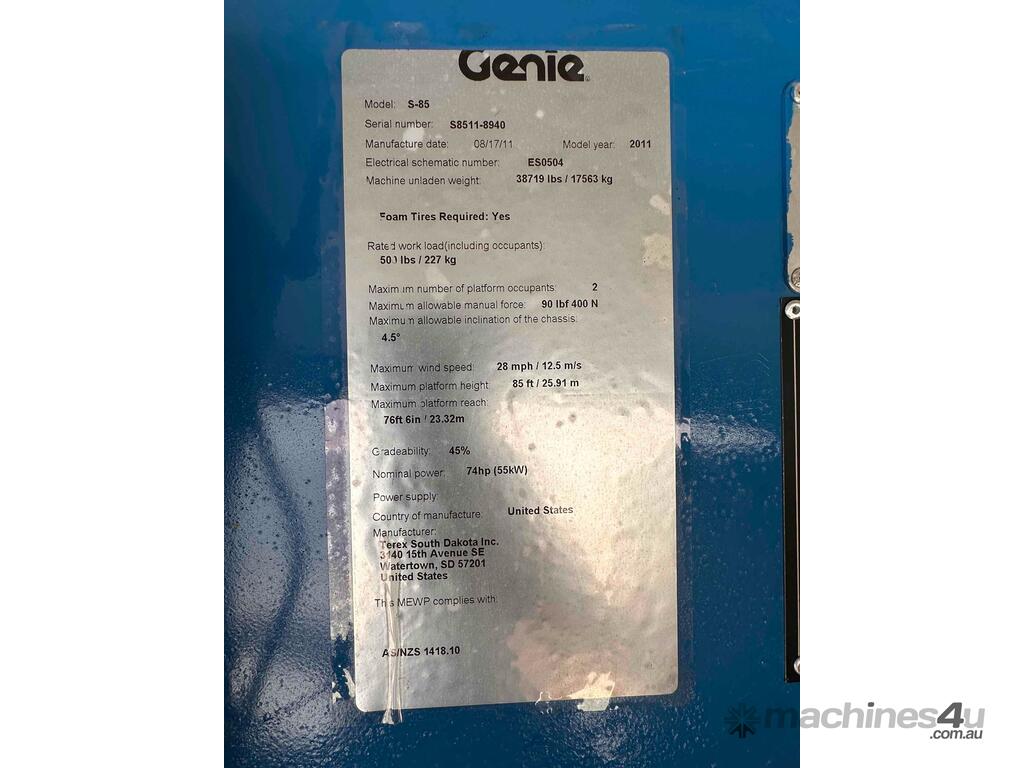 Genie
Model: S-85
Serial number: S8511-8940
Manufacture date: 08/17/11 Model year: 2011
Electrical schematic number: ES0504
Machine unladen weight: 38719 lbs / 17563 kg
Foam Tires Required: Yes
Rated work load(including occupants):
500 lbs / 227 kg
Maximum number of platform occupants: 2
Maximum allowable manual force: 90 lbf 400 N
Maximum allowable inclination of the chassis:
4.5°
Maximum wind speed: 28 mph / 12.5 m/s
Maximum platform height: 85 ft / 25.91 m
Maximum platform reach:
76ft 6in / 23.32m
Gradeability: 45%
Nominal power: 74hp (55kW)
Power supply:
Country of manufacture: United States
Manufacturer:
Terex South Dakota Inc.
3140 15th Avenue SE
Watertown, SD 57201
United States
This MEWP complies with:
AS/NZS 1418.10
machines4u
.com.au